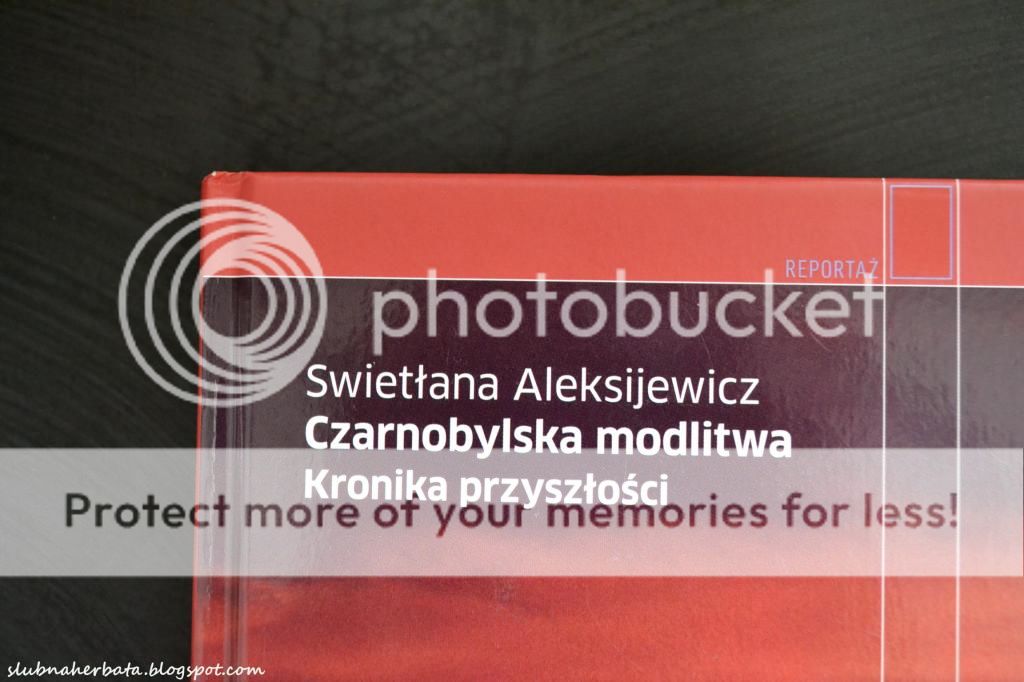 REPORTAŻ
photobucket
Swietłana Aleksijewicz
Czarnobylska modlitwa
Kronika przyszłości
Protect more of your memories for less!
slubnaherbata.blogspot.com